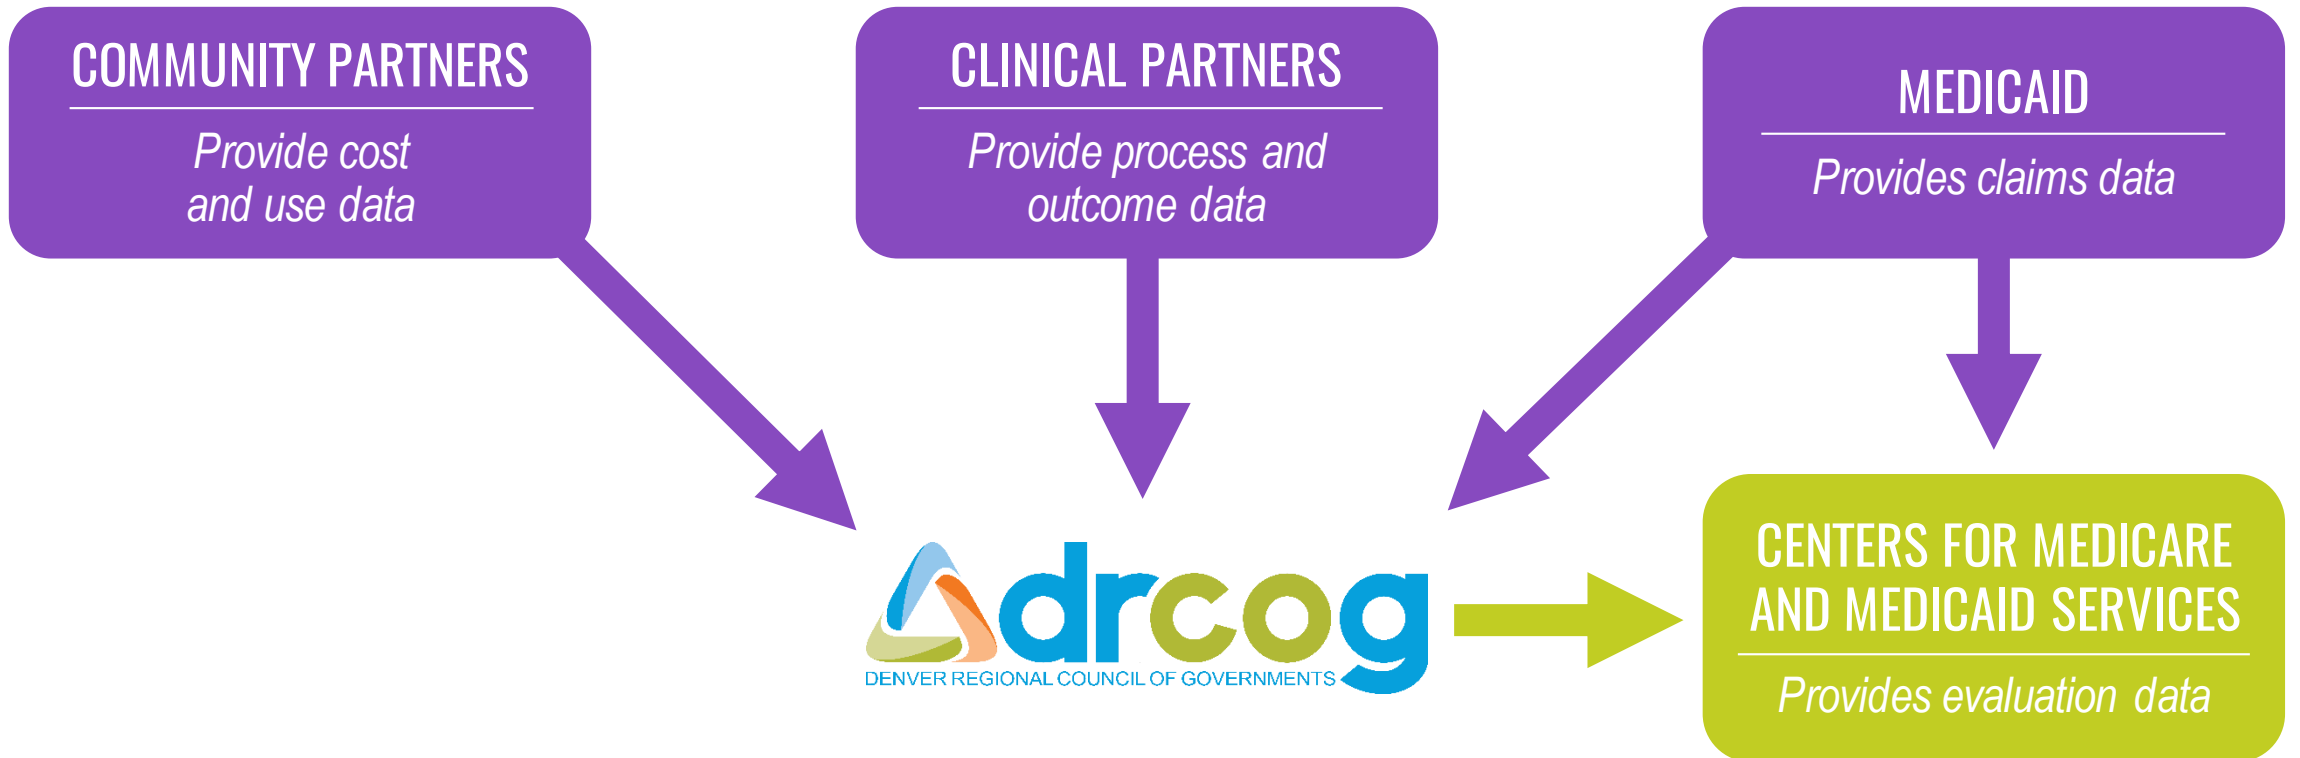 COMMUNITY PARTNERS
Provide cost
and use data
CLINICAL PARTNERS
Provide process and
outcome data
MEDICAID
Provides claims data
drcog
DENVER REGIONAL COUNCIL OF GOVERNMENTS
CENTERS FOR MEDICARE
AND MEDICAID SERVICES
Provides evaluation data